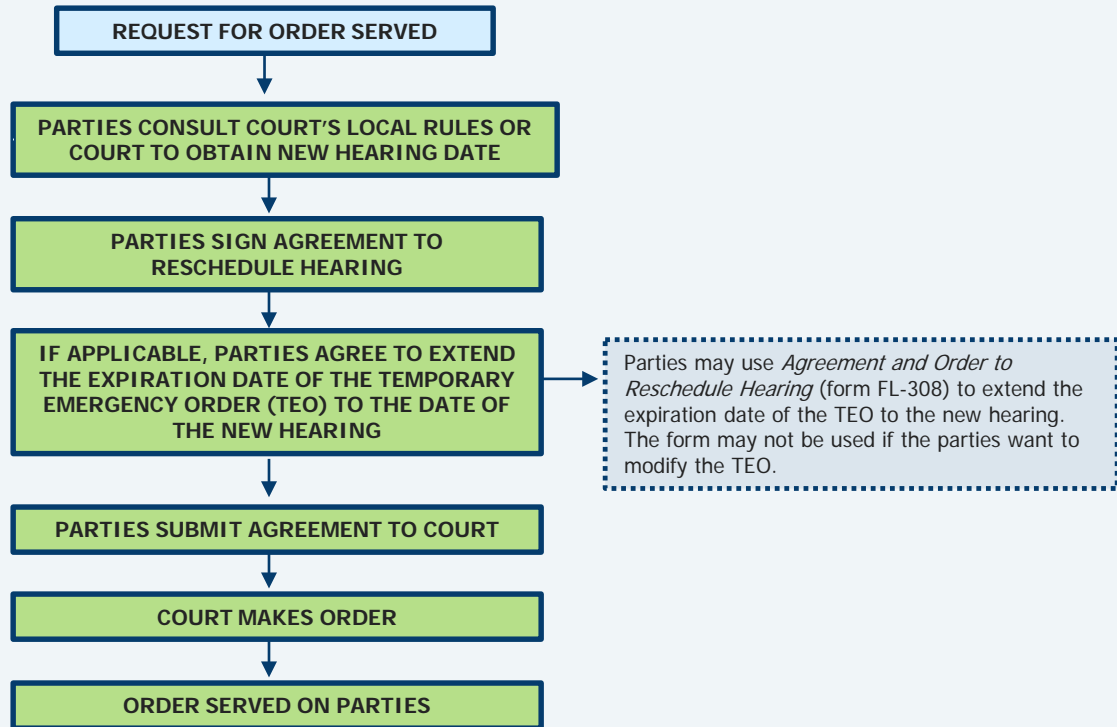 REQUEST FOR ORDER SERVED
PARTIES CONSULT COURT'S LOCAL RULES OR
COURT TO OBTAIN NEW HEARING DATE
PARTIES SIGN AGREEMENT TO
RESCHEDULE HEARING
IF APPLICABLE, PARTIES AGREE TO EXTEND
THE EXPIRATION DATE OF THE TEMPORARY
EMERGENCY ORDER (TEO) TO THE DATE OF
THE NEW HEARING
Parties may use Agreement and Order to
Reschedule Hearing (form FL-308) to extend the
expiration date of the TEO to the new hearing.
The form may not be used if the parties want to
modify the TEO.
PARTIES SUBMIT AGREEMENT TO COURT
COURT MAKES ORDER
ORDER SERVED ON PARTIES